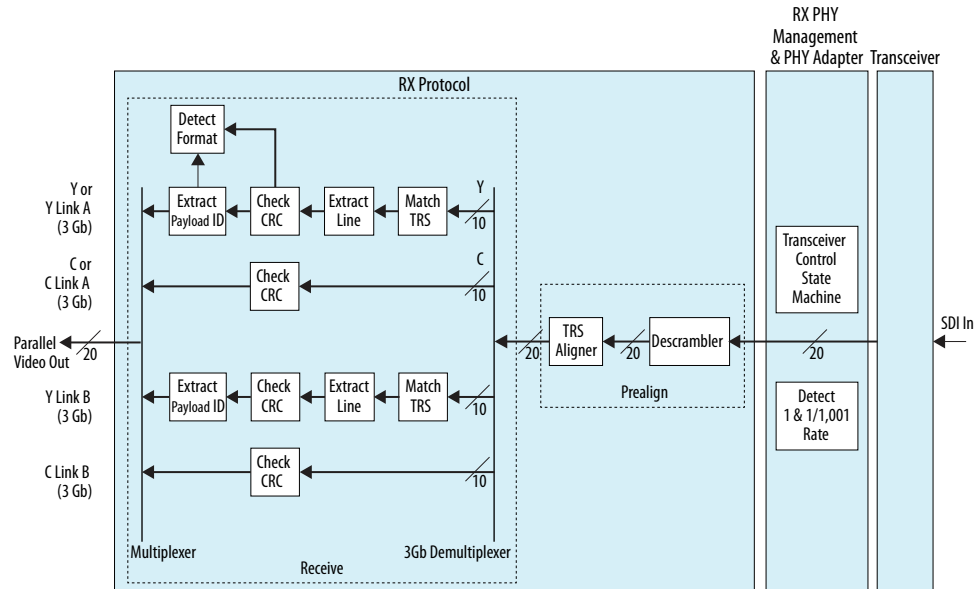 RX PHY
Management
& PHY Adapter
Transceiver
RX Protocol
Detect
Format
Y or
Y Link A
(3 Gb)
Extract
Payload ID
Check
CRC
Extract
Line
Match
TRS
Y
10
C or
C Link A
(3 Gb)
Check
CRC
C
10
Transceiver
Control
State
Machine
Parallel
Video Out
20
20
TRS
Aligner
20
Descrambler
20
SDI In
Prealign
Y Link B
(3 Gb)
Extract
Payload ID
Check
CRC
Extract
Line
Match
TRS
10
Detect
1 & 1/1,001
Rate
C Link B
(3 Gb)
Check
CRC
10
Multiplexer
3Gb Demultiplexer
Receive